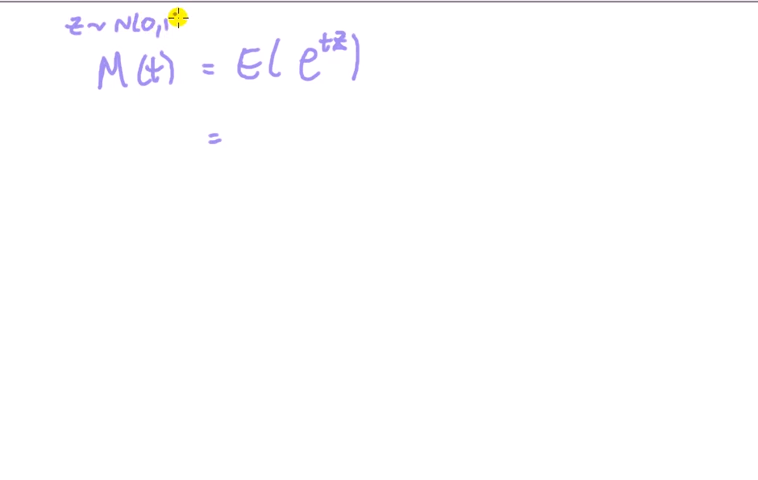 Z ~ N(0,1
M(t) = E( e^{tZ} )
=